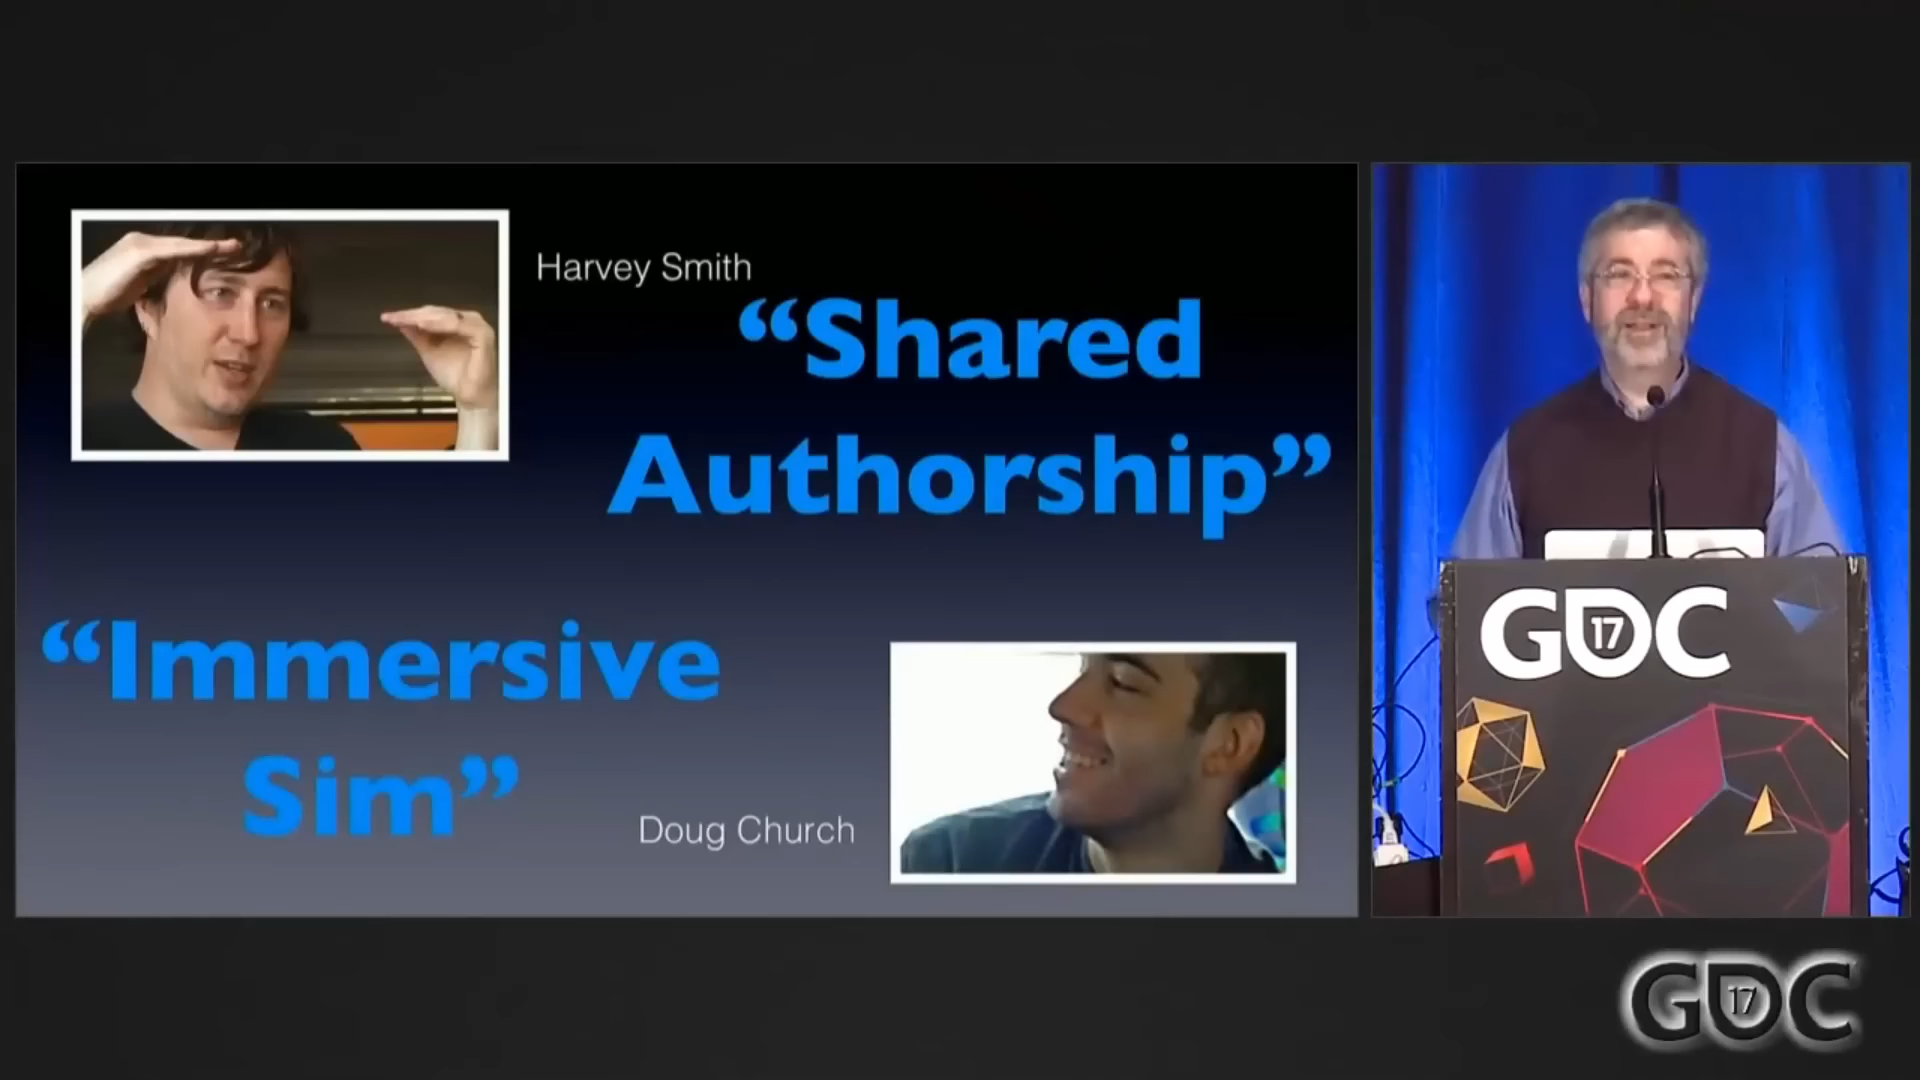 Harvey Smith
“Shared
Authorship”
“Immersive
Sim”
Doug Church
GDC
17
GDC
17